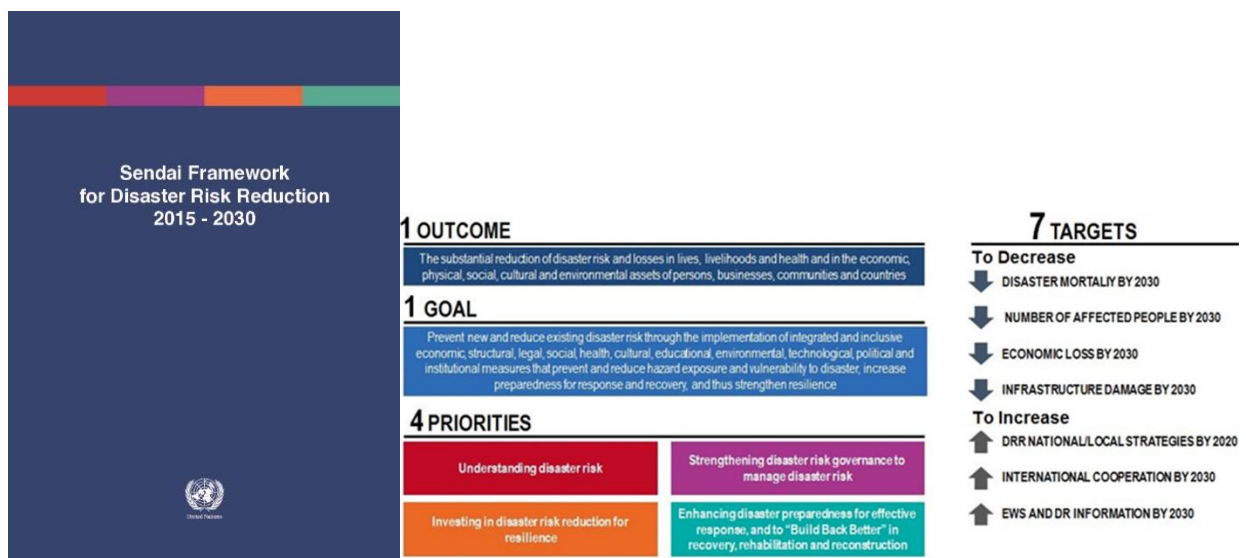 Sendai Framework
for Disaster Risk Reduction
2015 - 2030
United Nations
1 OUTCOME
The substantial reduction of disaster risk and losses in lives, livelihoods and health and in the economic,
physical, social, cultural and environmental assets of persons, businesses, communities and countries
1 GOAL
Prevent new and reduce existing disaster risk through the implementation of integrated and inclusive
economic, structural, legal, social, health, cultural, educational, environmental, technological, political and
institutional measures that prevent and reduce hazard exposure and vulnerability to disaster, increase
preparedness for response and recovery, and thus strengthen resilience
4 PRIORITIES
Understanding disaster risk
Strengthening disaster risk governance to
manage disaster risk
Investing in disaster risk reduction for
resilience
Enhancing disaster preparedness for effective
response, and to "Build Back Better" in
recovery, rehabilitation and reconstruction
7 TARGETS
To Decrease
DISASTER MORTALIY BY 2030
NUMBER OF AFFECTED PEOPLE BY 2030
ECONOMIC LOSS BY 2030
INFRASTRUCTURE DAMAGE BY 2030
To Increase
DRR NATIONAL/LOCAL STRATEGIES BY 2020
INTERNATIONAL COOPERATION BY 2030
EWS AND DR INFORMATION BY 2030